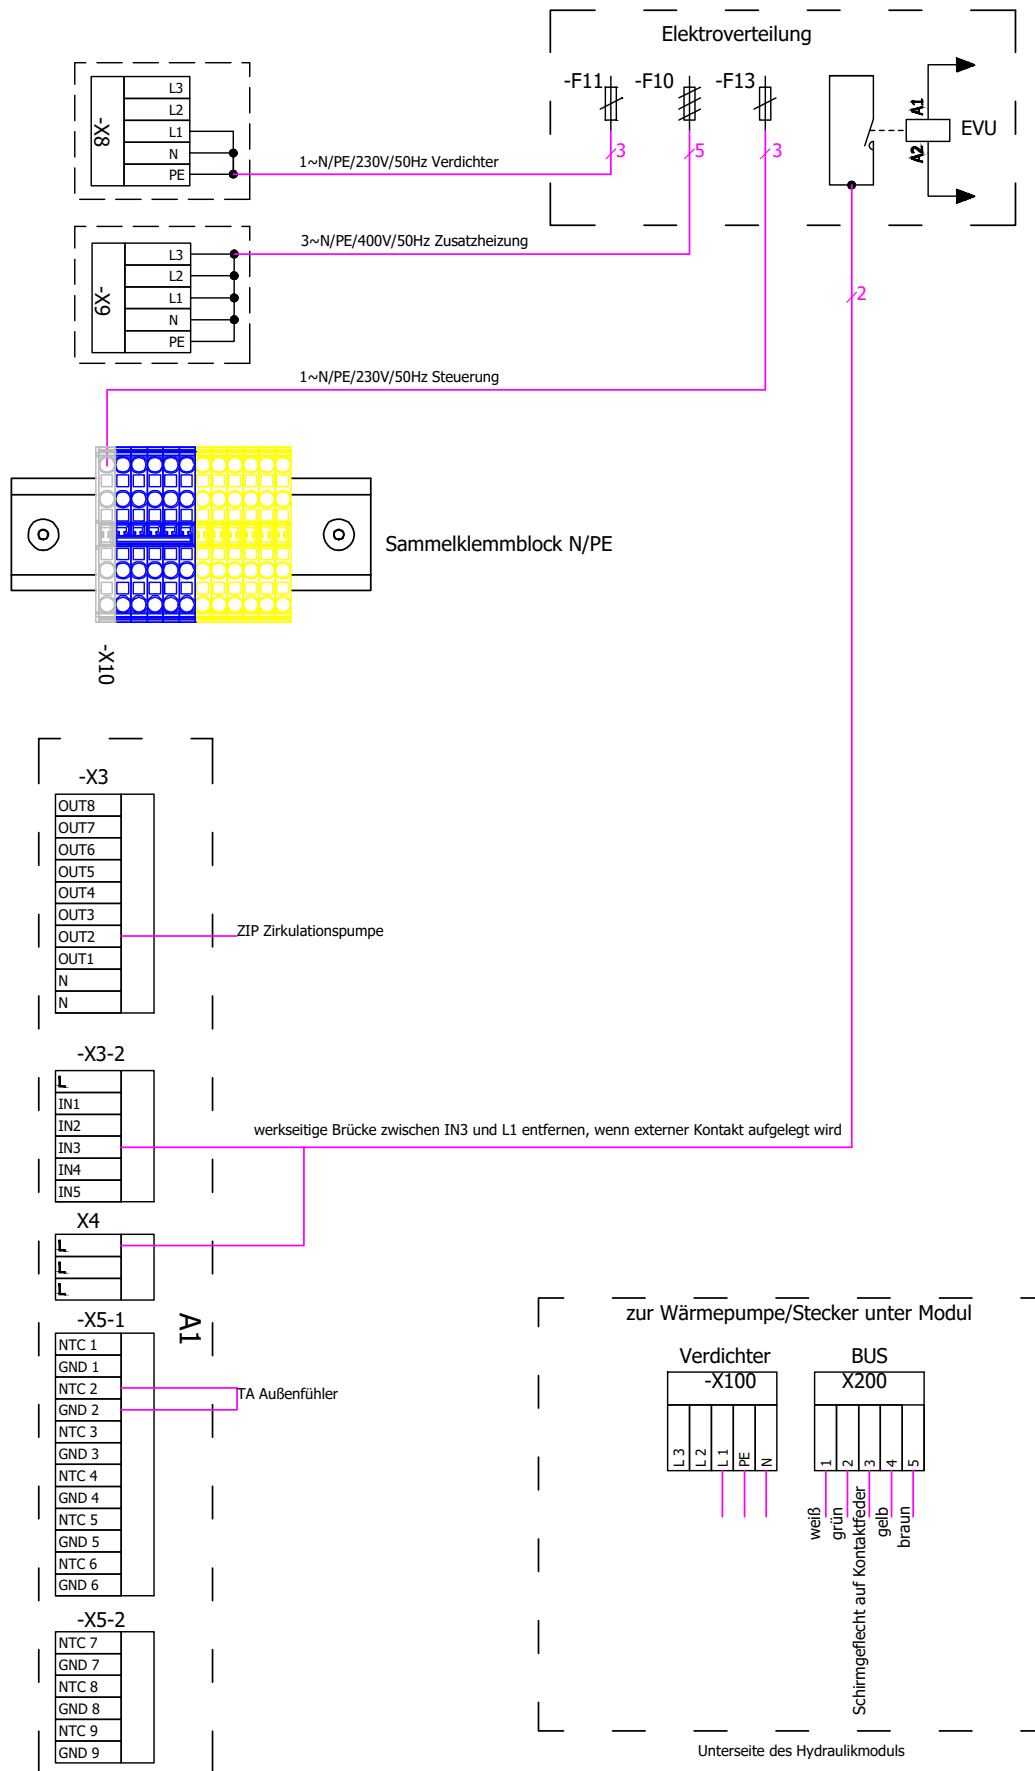 Elektroverteilung
-F11
-F10
-F13
A1
A2
EVU
3
5
3
2
-X8
L3
L2
L1
N
PE
1~N/PE/230V/50Hz Verdichter
-X9
L3
L2
L1
N
PE
3~N/PE/400V/50Hz Zusatzheizung
1~N/PE/230V/50Hz Steuerung
Sammelklemmblock N/PE
-X10
-X3
OUT8
OUT7
OUT6
OUT5
OUT4
OUT3
OUT2
OUT1
N
N
ZIP Zirkulationspumpe
-X3-2
L
IN1
IN2
IN3
IN4
IN5
werkseitige Brücke zwischen IN3 und L1 entfernen, wenn externer Kontakt aufgelegt wird
X4
L
L
L
A1
-X5-1
NTC 1
GND 1
NTC 2
GND 2
NTC 3
GND 3
NTC 4
GND 4
NTC 5
GND 5
NTC 6
GND 6
TA Außenfühler
-X5-2
NTC 7
GND 7
NTC 8
GND 8
NTC 9
GND 9
zur Wärmepumpe/Stecker unter Modul
Verdichter
-X100
L 3
L 2
L 1
PE
N
BUS
X200
1
2
3
4
5
weiß
grün
Schirmgeflecht auf Kontaktfeder
gelb
braun
Unterseite des Hydraulikmoduls